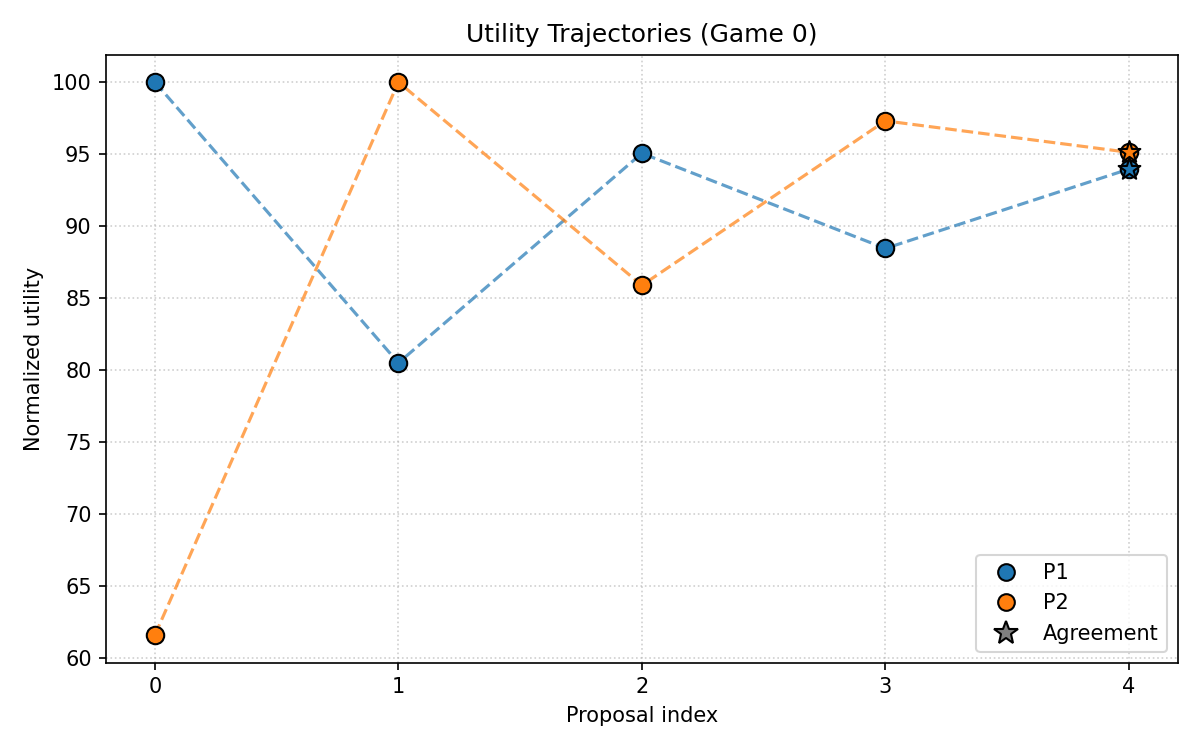 Utility Trajectories (Game 0)
Normalized utility
100
95
90
85
80
75
70
65
60
0 1 2 3 4
Proposal index
P1
P2
Agreement